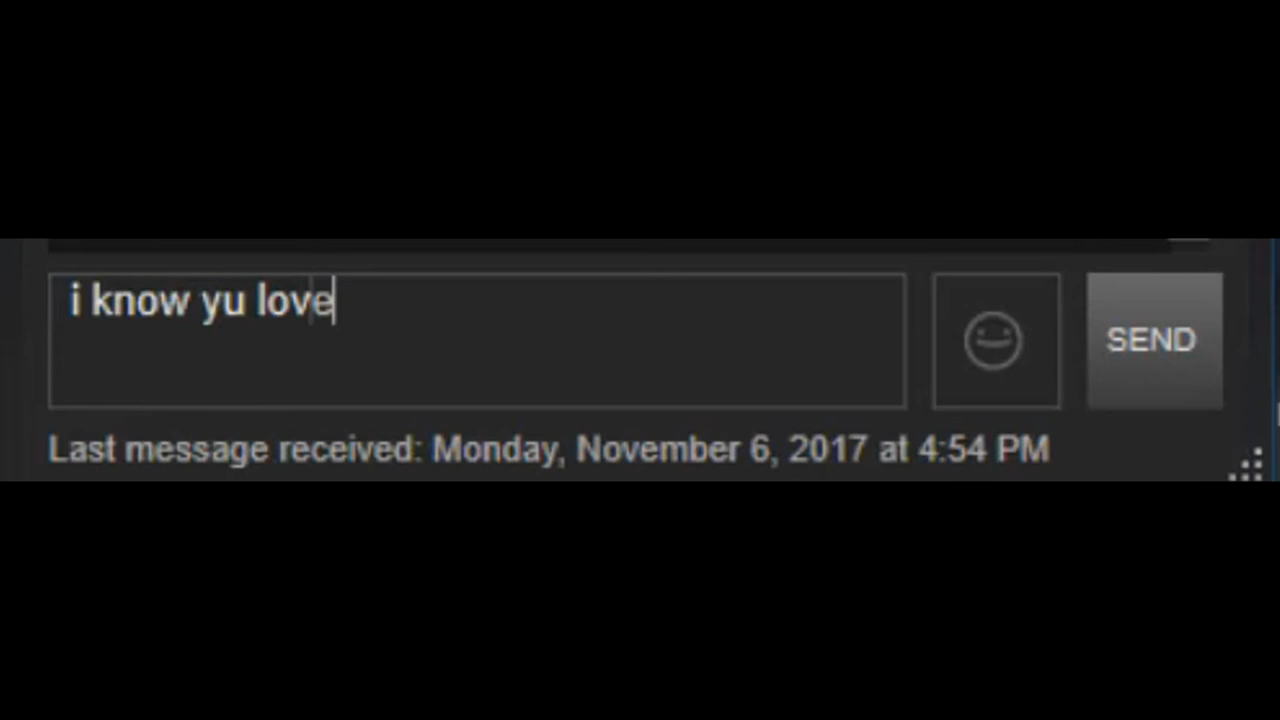 i know yu love
SEND
Last message received: Monday, November 6, 2017 at 4:54 PM